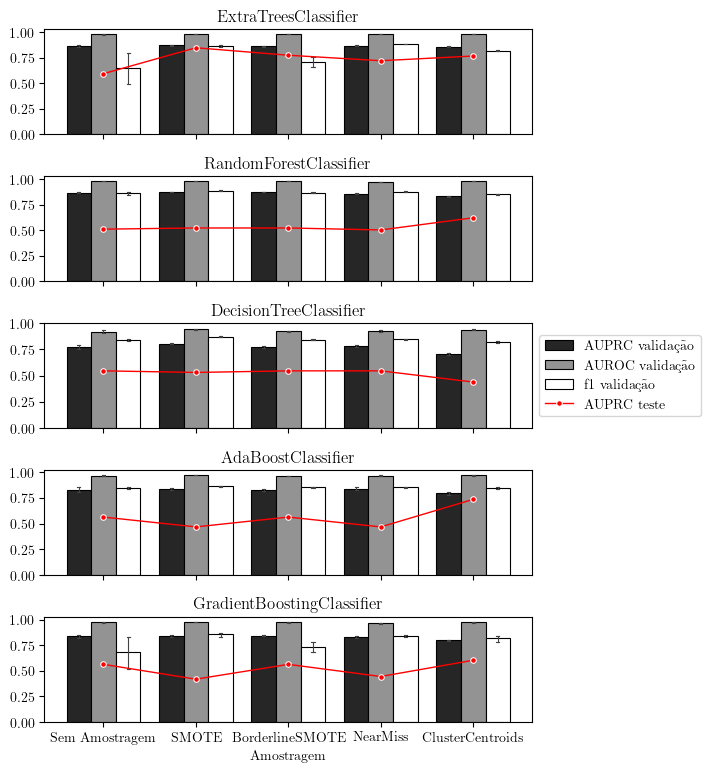 ExtraTreesClassifier
1.00
0.75
0.50
0.25
0.00
RandomForestClassifier
1.00
0.75
0.50
0.25
0.00
DecisionTreeClassifier
1.00
0.75
0.50
0.25
0.00
AUPRC validação
AUROC validação
f1 validação
AUPRC teste
AdaBoostClassifier
1.00
0.75
0.50
0.25
0.00
GradientBoostingClassifier
1.00
0.75
0.50
0.25
0.00
Sem Amostragem SMOTE BorderlineSMOTE NearMiss ClusterCentroids
Amostragem